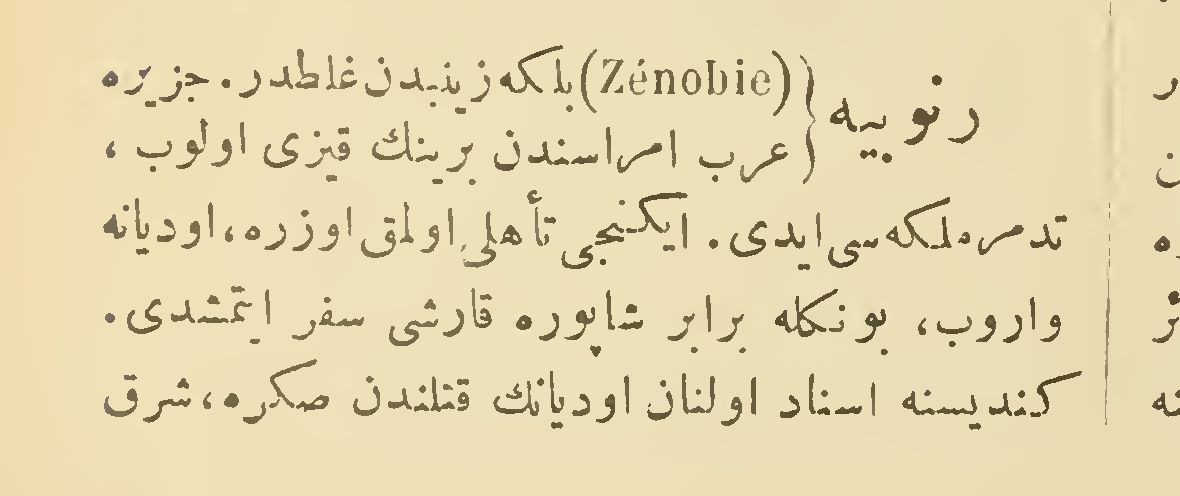 زنوبیه { (Zénobie) بلکه زینبدن غلطدر. جزیره
عرب امراسندن برینك قیزی اولوب ،
تدمر ملکه سی ایدی. ایکنجی تأهلی اولمق اوزره، اودیانه
واروب، بونکله برابر شاپوره قارشی سفر ایتمشدی.
کندیسنه اسناد اولنان اودیانك قتلندن صکره، شرق